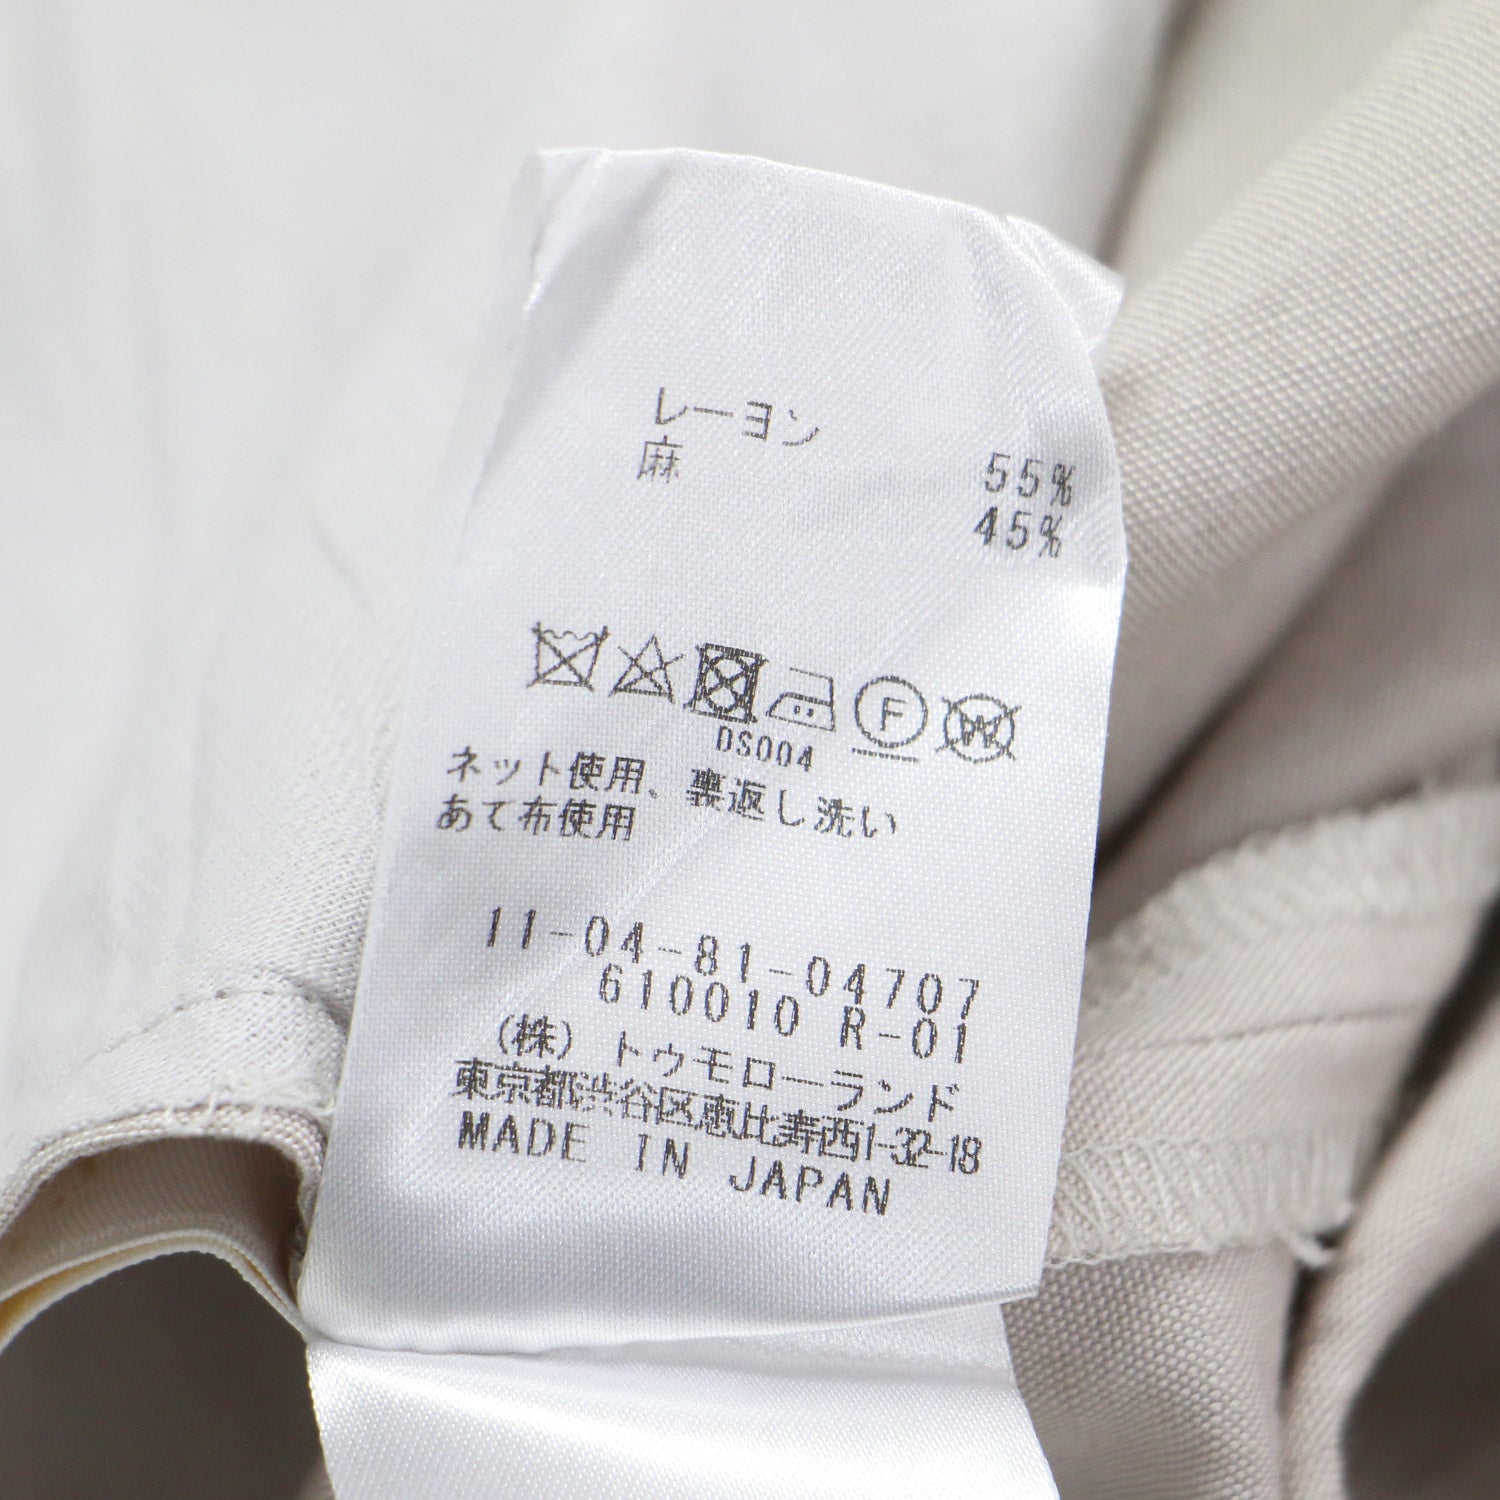 レーヨン 55%
麻 45%
F W
DS004
ネット使用、裏返し洗い
あて布使用
11-04-81-04707
610010 R-01
(株)トゥモローランド
東京都渋谷区恵比寿西1-32-18
MADE IN JAPAN